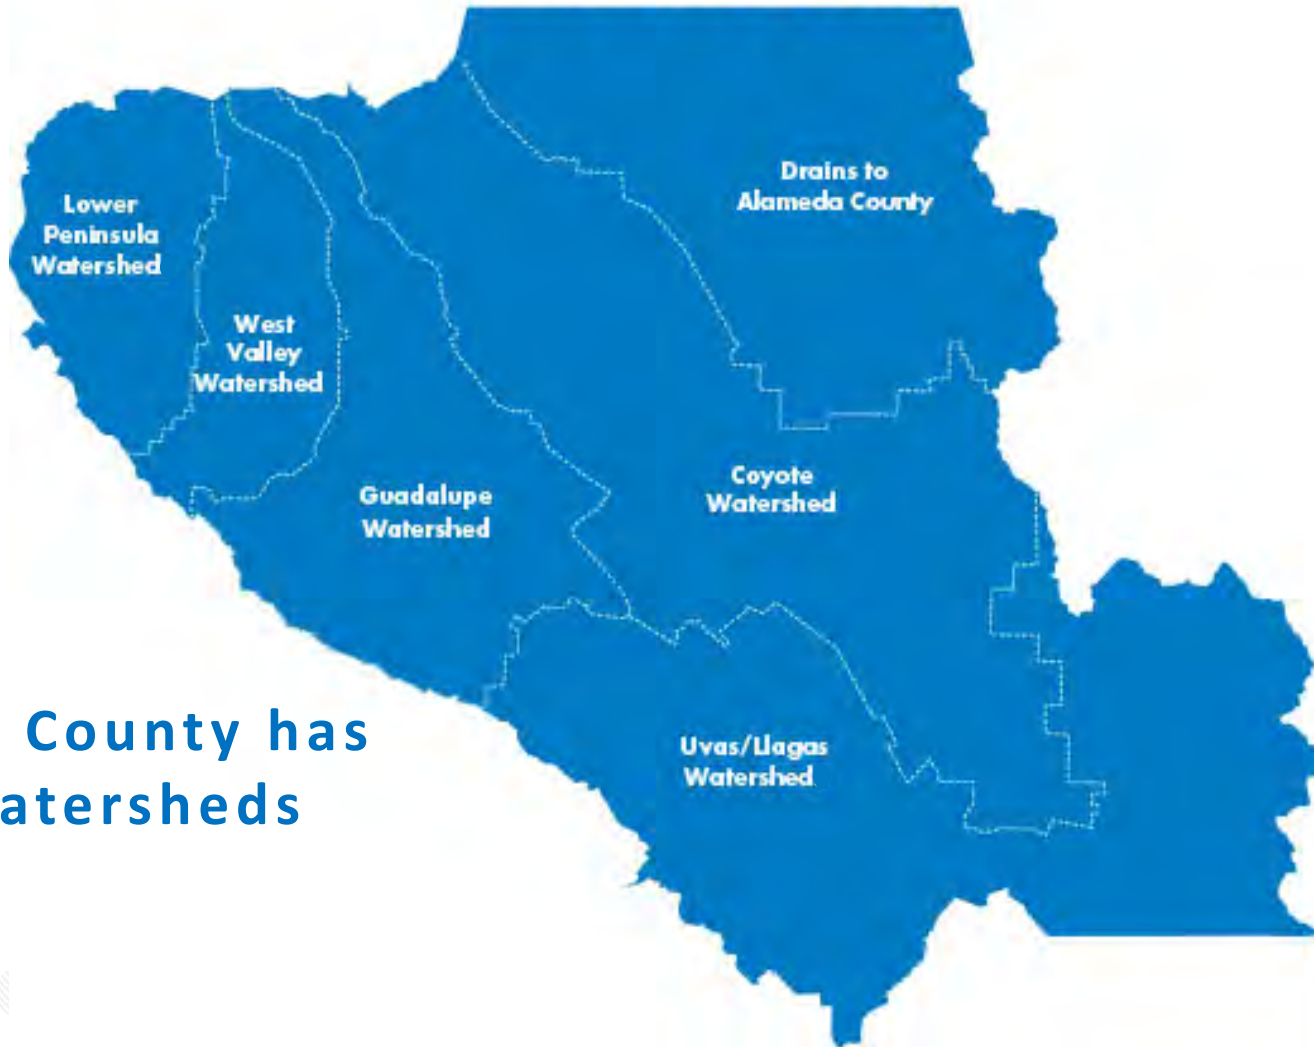 Drains to
Alameda County
Lower
Peninsula
Watershed
West
Valley
Watershed
Coyote
Watershed
Guadalupe
Watershed
Uvas/Llagas
Watershed
County has
atersheds